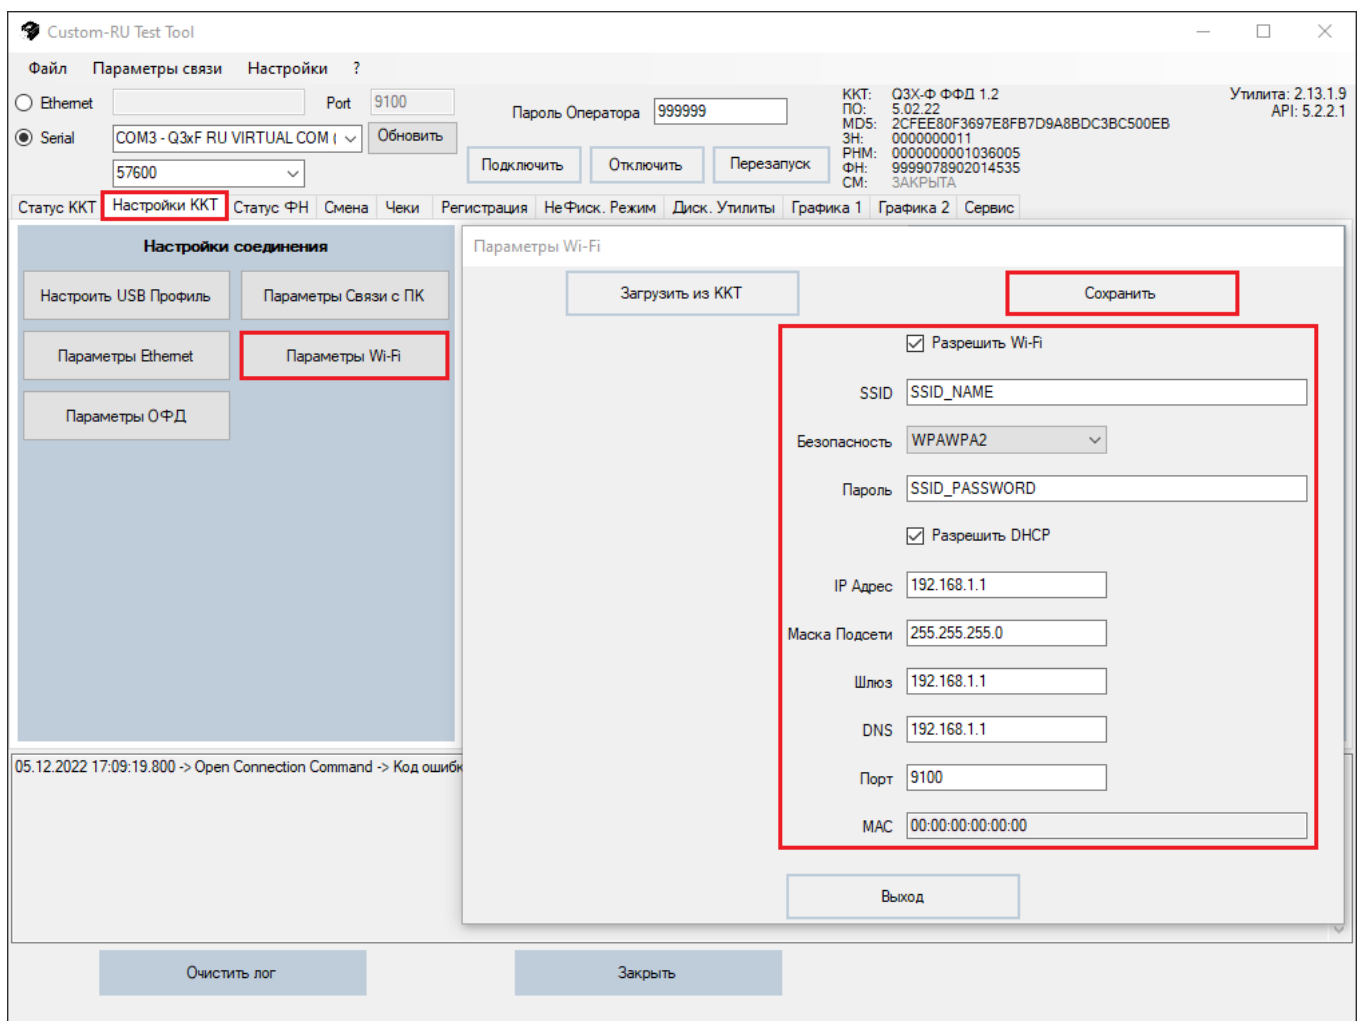 Custom-RU Test Tool
Файл Параметры связи Настройки ?
Ethernet Port 9100
Serial COM3 - Q3xF RU VIRTUAL COM ( Обновить
57600
Пароль Оператора 999999
Подключить Отключить Перезапуск
ККТ: Q3X-Ф ФФД 1.2
ПО: 5.02.22
MD5: 2CFEE80F3697E8FB7D9A8BDC3BC500EB
ЗН: 0000000011
РНМ: 0000000001036005
ФН: 9999078902014535
СМ: ЗАКРЫТА
Утилита: 2.13.1.9
API: 5.2.2.1
Статус ККТ Настройки ККТ Статус ФН Смена Чеки Регистрация Не Фиск. Режим Диск. Утилиты Графика 1 Графика 2 Сервис
Настройки соединения
Настроить USB Профиль Параметры Связи с ПК
Параметры Ethernet Параметры Wi-Fi
Параметры ОФД
Параметры Wi-Fi
Загрузить из ККТ Сохранить
Разрешить Wi-Fi
SSID SSID_NAME
Безопасность WPAWPA2
Пароль SSID_PASSWORD
Разрешить DHCP
IP Адрес 192.168.1.1
Маска Подсети 255.255.255.0
Шлюз 192.168.1.1
DNS 192.168.1.1
Порт 9100
MAC 00:00:00:00:00:00
Выход
05.12.2022 17:09:19.800 -> Open Connection Command -> Код
Очистить лог Закрыть